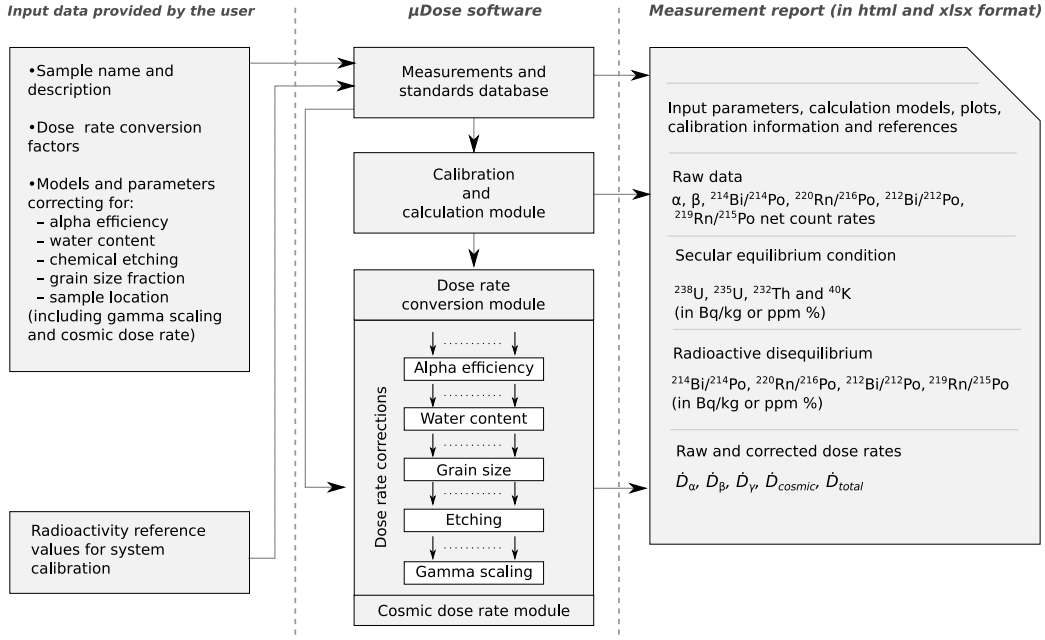 Input data provided by the user
•Sample name and
description
•Dose rate conversion
factors
•Models and parameters
correcting for:
– alpha efficiency
– water content
– chemical etching
– grain size fraction
– sample location
(including gamma scaling
and cosmic dose rate)
Radioactivity reference
values for system
calibration
μDose software
Measurements and
standards database
Calibration
and
calculation module
Dose rate
conversion module
Dose rate corrections
............
Alpha efficiency
............
Water content
............
Grain size
............
Etching
............
Gamma scaling
Cosmic dose rate module
Measurement report (in html and xlsx format)
Input parameters, calculation models, plots,
calibration information and references
Raw data
α, β, ²¹⁴Bi/²¹⁴Po, ²²⁰Rn/²¹⁶Po, ²¹²Bi/²¹²Po,
²¹⁹Rn/²¹⁵Po net count rates
Secular equilibrium condition
²³⁸U, ²³⁵U, ²³²Th and ⁴⁰K
(in Bq/kg or ppm %)
Radioactive disequilibrium
²¹⁴Bi/²¹⁴Po, ²²⁰Rn/²¹⁶Po, ²¹²Bi/²¹²Po, ²¹⁹Rn/²¹⁵Po
(in Bq/kg or ppm %)
Raw and corrected dose rates
Ḋα, Ḋβ, Ḋγ, Ḋcosmic, Ḋtotal